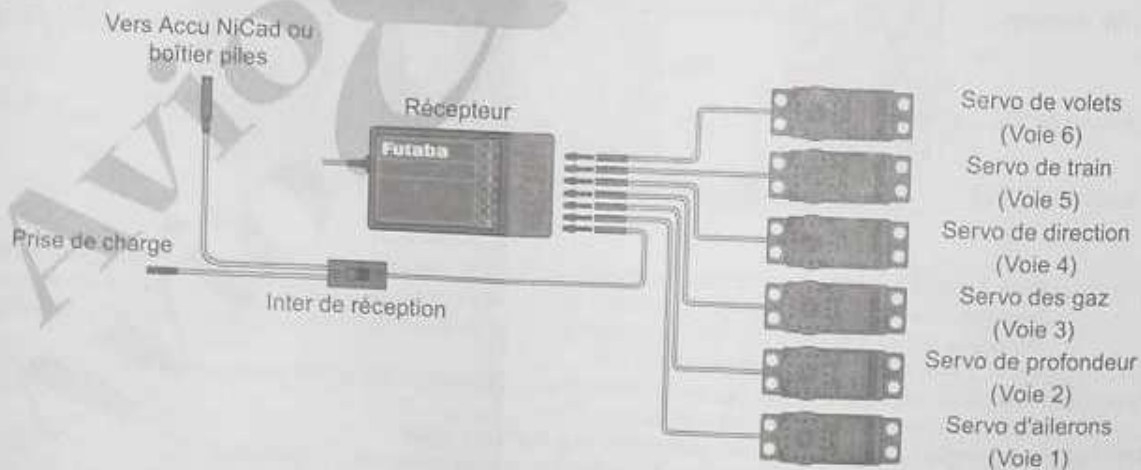 Vers Accu NiCad ou
boîtier piles
Récepteur
Futaba
Prise de charge
Inter de réception
Servo de volets
(Voie 6)
Servo de train
(Voie 5)
Servo de direction
(Voie 4)
Servo des gaz
(Voie 3)
Servo de profondeur
(Voie 2)
Servo d'ailerons
(Voie 1)
Avio